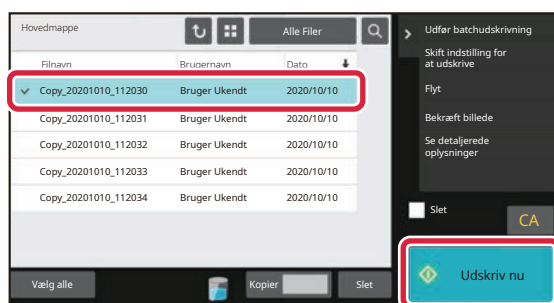 Hovedmappe
Alle Filer
Filnavn Brugernavn Dato
Copy_20201010_112030 Bruger Ukendt 2020/10/10
Copy_20201010_112031 Bruger Ukendt 2020/10/10
Copy_20201010_112032 Bruger Ukendt 2020/10/10
Copy_20201010_112033 Bruger Ukendt 2020/10/10
Copy_20201010_112034 Bruger Ukendt 2020/10/10
Vælg alle
Kopier
Slet
Udfør batchudskrivning
Skift indstilling for
at udskrive
Flyt
Bekræft billede
Se detaljerede
oplysninger
Slet
CA
Udskriv nu